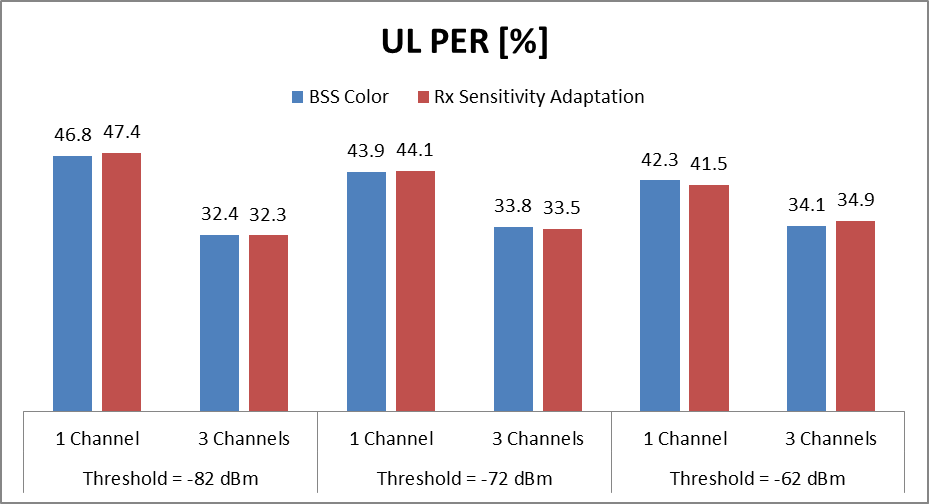 UL PER [%]
BSS Color Rx Sensitivity Adaptation
46.8 47.4 32.4 32.3 43.9 44.1 33.8 33.5 42.3 41.5 34.1 34.9
1 Channel 3 Channels 1 Channel 3 Channels 1 Channel 3 Channels
Threshold = -82 dBm Threshold = -72 dBm Threshold = -62 dBm